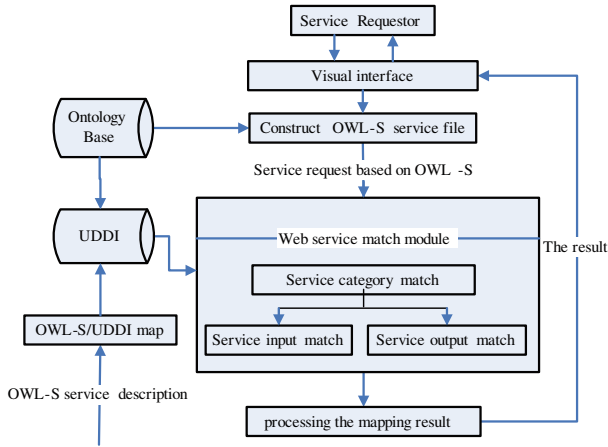 Service Requestor
Visual interface
Ontology
Base
Construct OWL-S service file
Service request based on OWL -S
UDDI
Web service match module
The result
Service category match
OWL-S/UDDI map
Service input match
Service output match
OWL-S service description
processing the mapping result